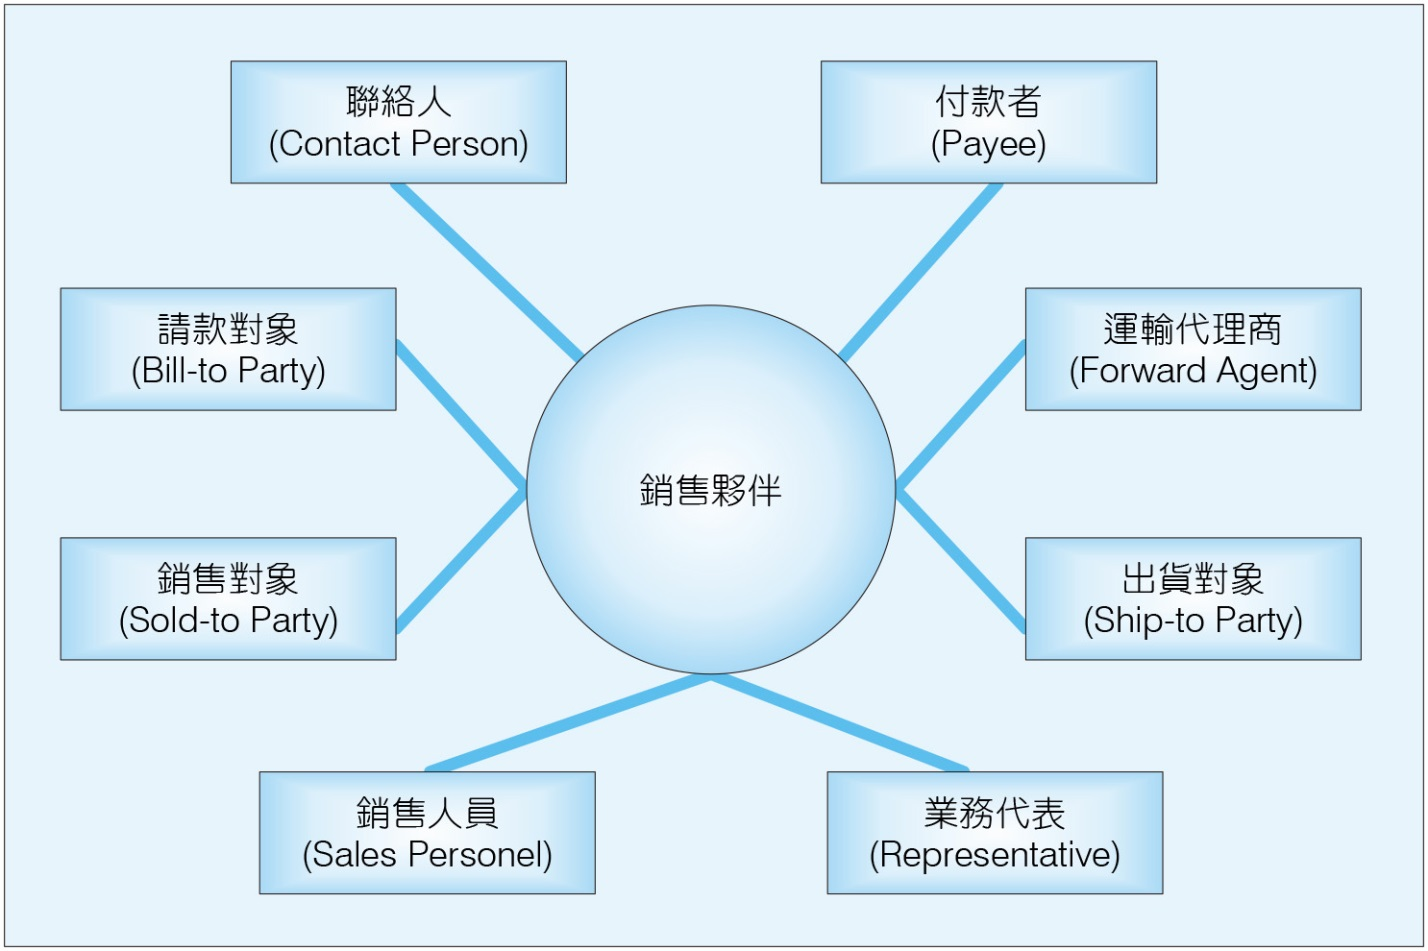 聯絡人
(Contact Person)
付款者
(Payee)
請款對象
(Bill-to Party)
運輸代理商
(Forward Agent)
銷售夥伴
銷售對象
(Sold-to Party)
出貨對象
(Ship-to Party)
銷售人員
(Sales Personel)
業務代表
(Representative)